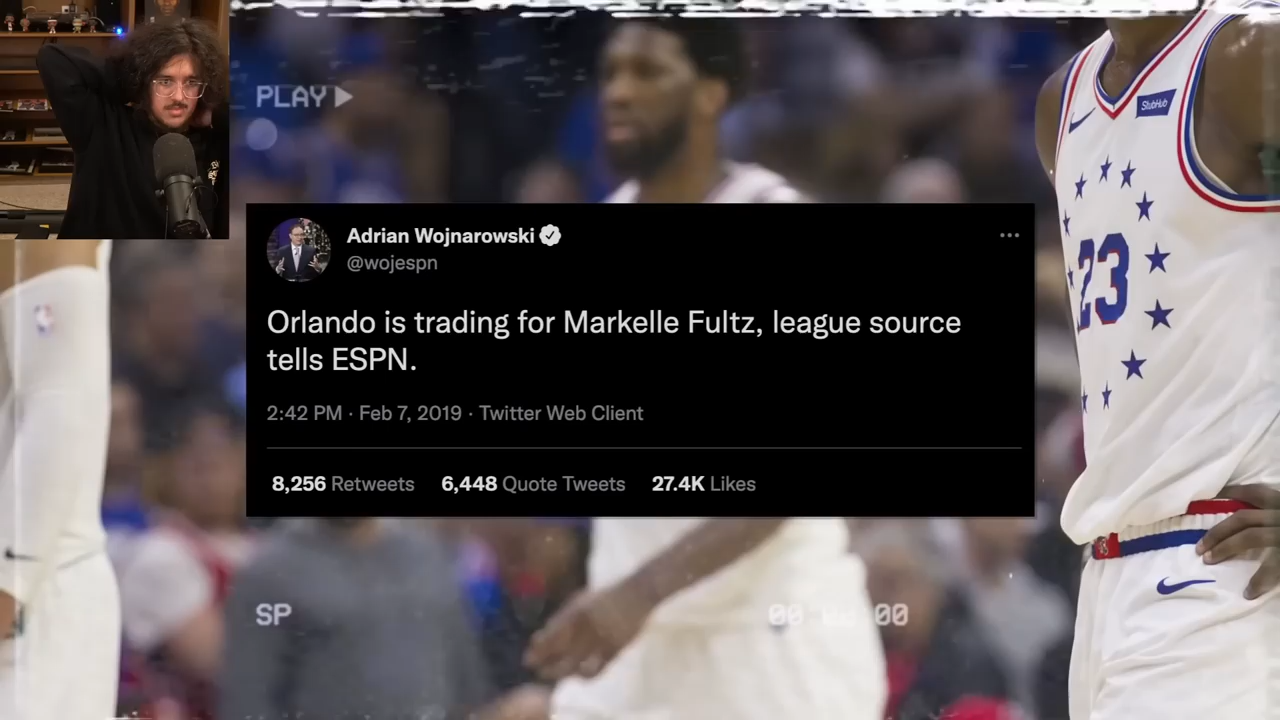 PLAY
StubHub
Adrian Wojnarowski
@wojespn
23
Orlando is trading for Markelle Fultz, league source
tells ESPN.
2:42 PM · Feb 7, 2019 · Twitter Web Client
8,256 Retweets 6,448 Quote Tweets 27.4K Likes
SP